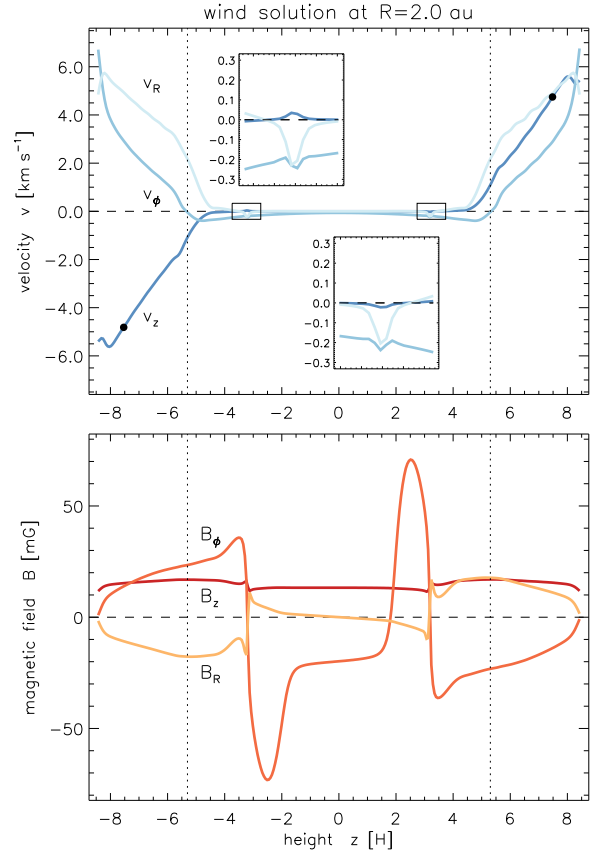 wind solution at R=2.0 au
velocity v [km s⁻¹]
6.0
4.0
2.0
0.0
−2.0
−4.0
−6.0
v_R
v_ϕ
v_z
0.3
0.2
0.1
0.0
−0.1
−0.2
−0.3
0.3
0.2
0.1
0.0
−0.1
−0.2
−0.3
−8 −6 −4 −2 0 2 4 6 8
magnetic field B [mG]
50
0
−50
B_ϕ
B_z
B_R
−8 −6 −4 −2 0 2 4 6 8
height z [H]